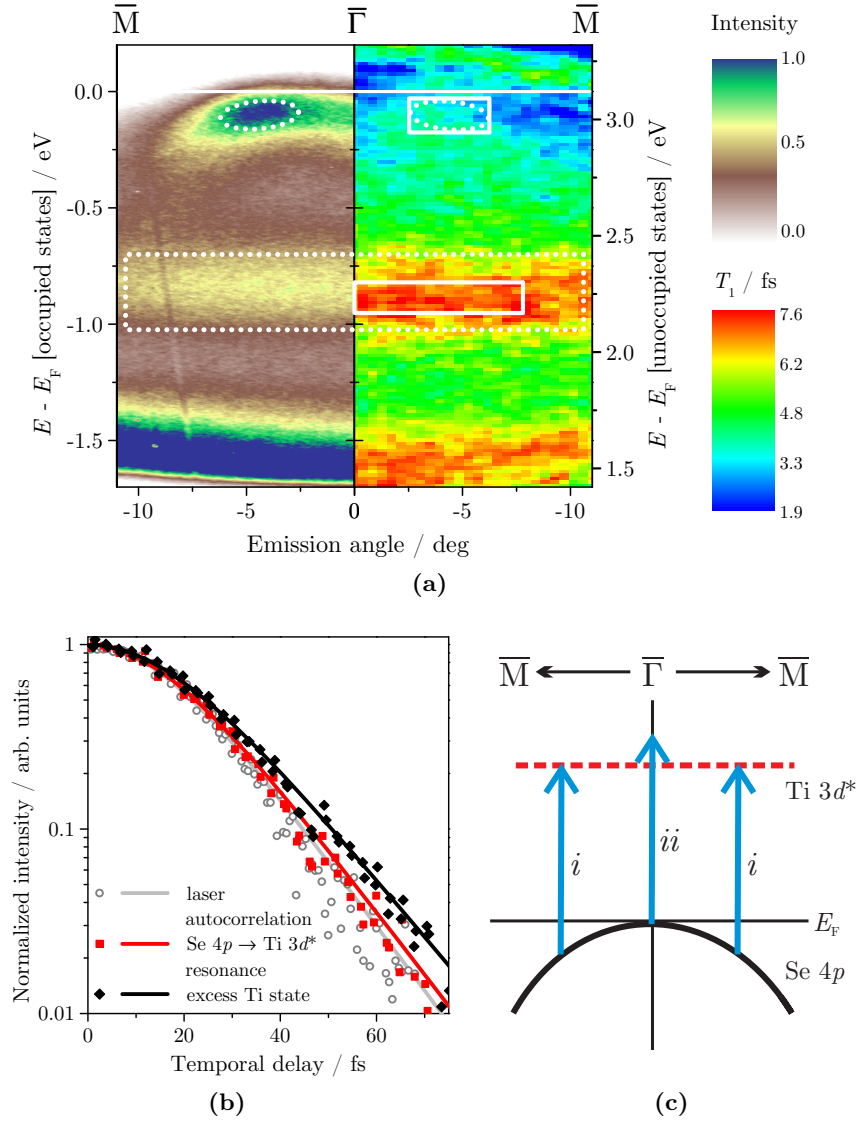 M̅ Γ̅ M̅
Intensity
1.0
0.5
0.0
T₁ / fs
7.6
6.2
4.8
3.3
1.9
0.0
-0.5
-1.0
-1.5
E - E_F [occupied states] / eV
3.0
2.5
2.0
1.5
E - E_F [unoccupied states] / eV
-10 -5 0 -5 -10
Emission angle / deg
(a)
1
0.1
0.01
Normalized intensity / arb. units
laser
autocorrelation
Se 4p → Ti 3d*
resonance
excess Ti state
0 20 40 60
Temporal delay / fs
(b)
M̅ Γ̅ M̅
Ti 3d*
i ii i
E_F
Se 4p
(c)